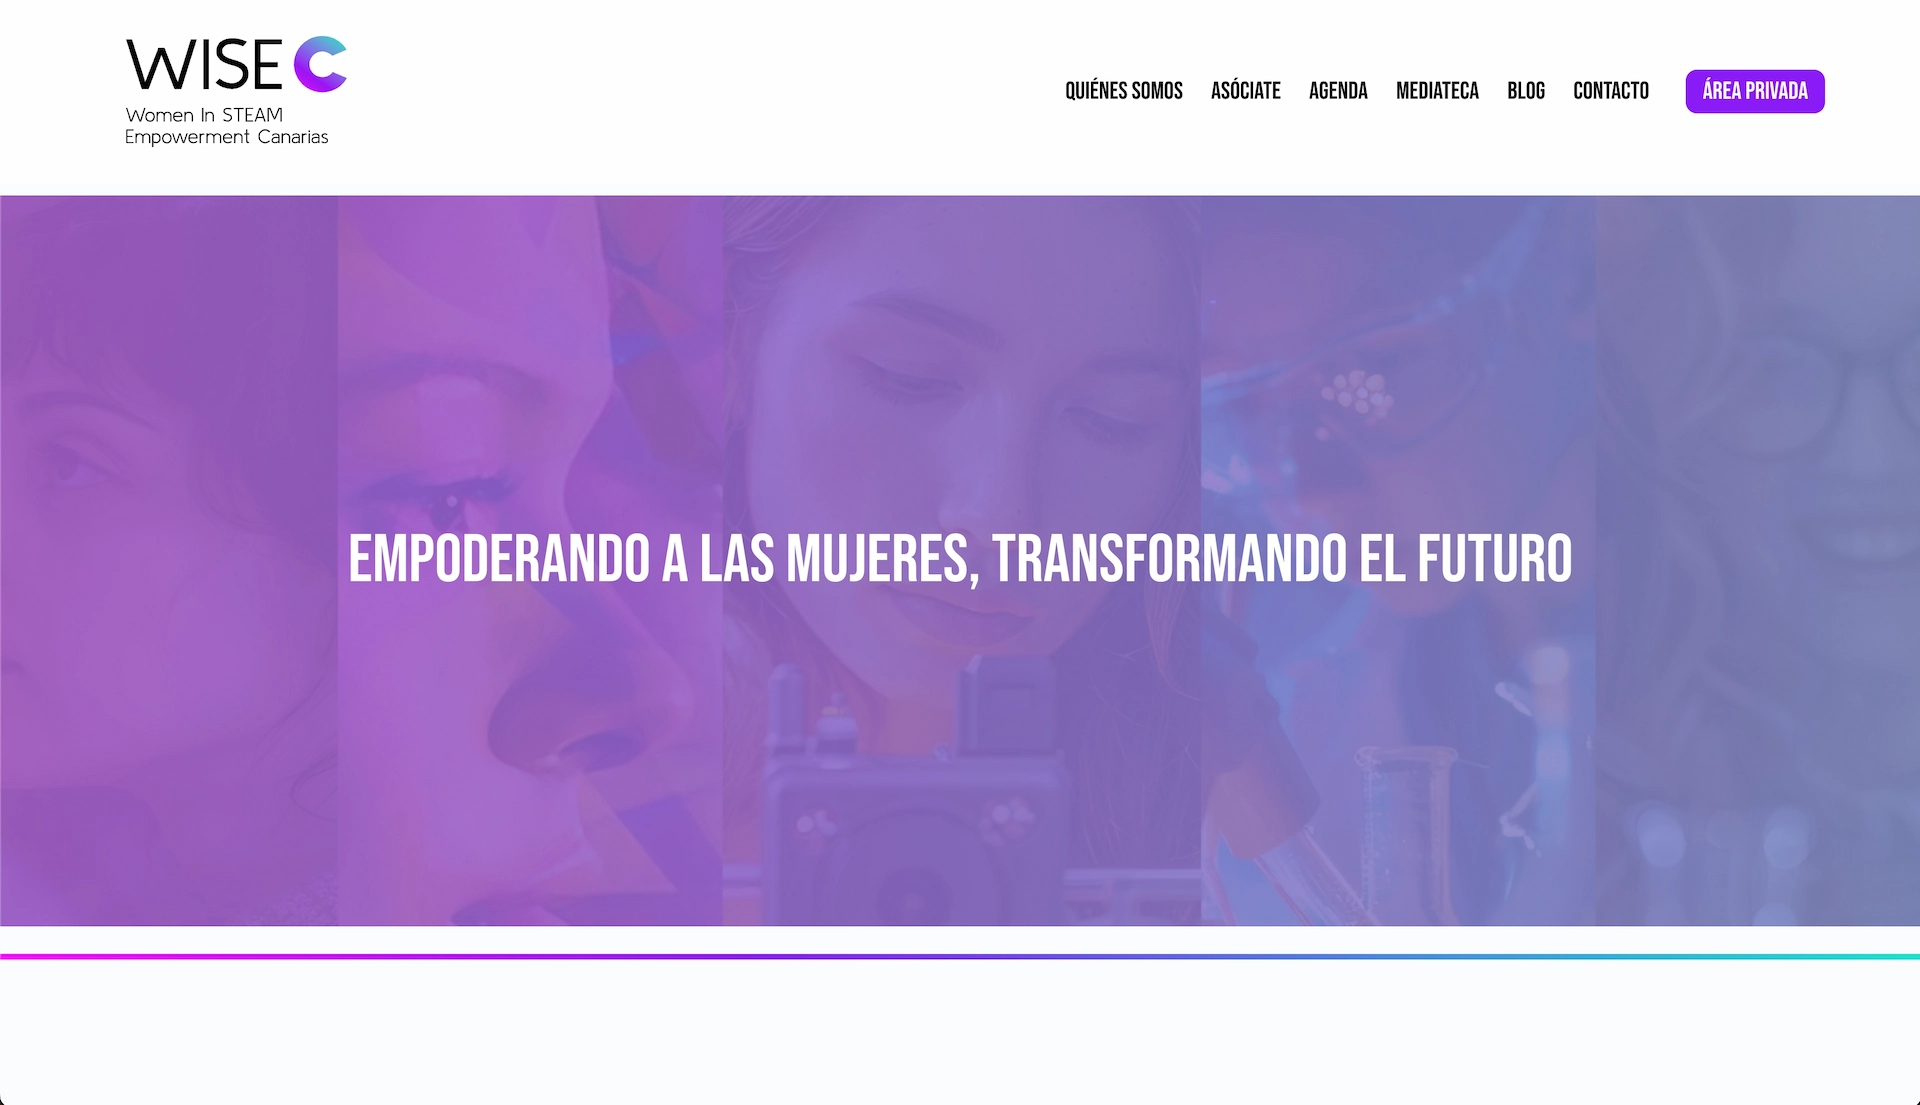 WISE C
Women In STEAM
Empowerment Canarias
QUIÉNES SOMOS ASÓCIATE AGENDA MEDIATECA BLOG CONTACTO ÁREA PRIVADA
EMPODERANDO A LAS MUJERES, TRANSFORMANDO EL FUTURO